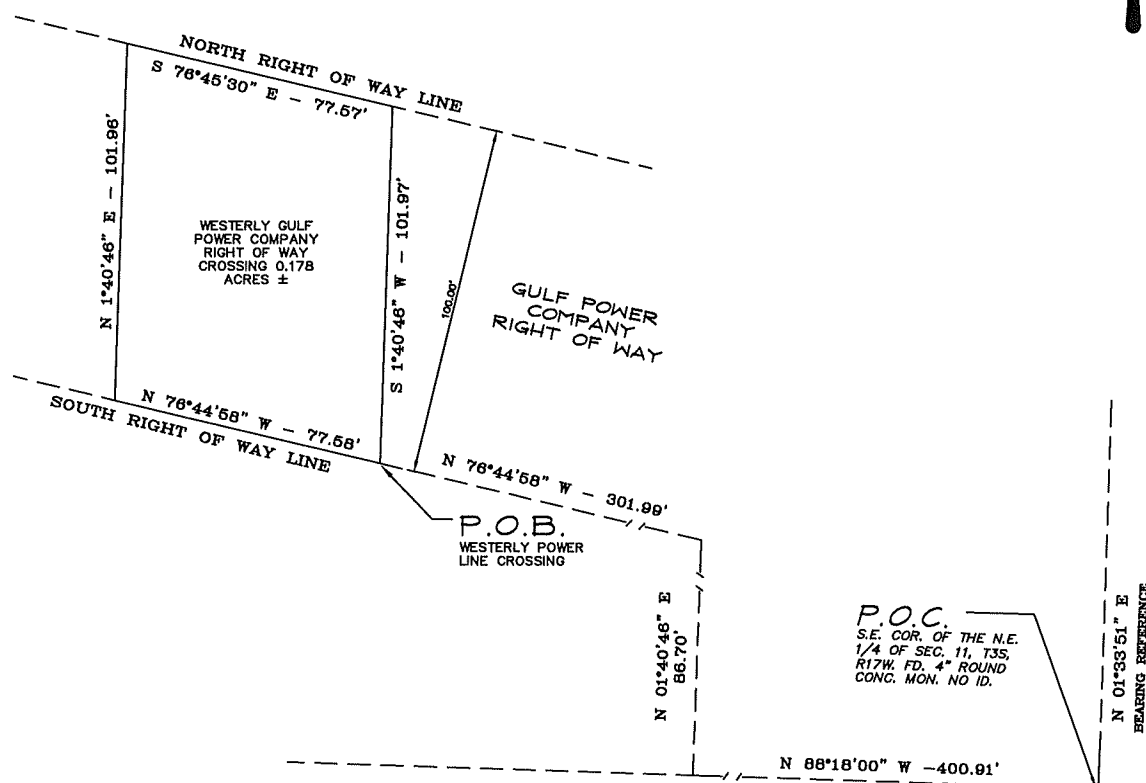 NORTH RIGHT OF WAY LINE
S 76°45'30" E - 77.57'
N 1°40'46" E - 101.96'
WESTERLY GULF
POWER COMPANY
RIGHT OF WAY
CROSSING 0.178
ACRES ±
S 1°40'46" W - 101.97'
100.00'
GULF POWER
COMPANY
RIGHT OF WAY
N 76°44'58" W - 77.58'
SOUTH RIGHT OF WAY LINE
N 76°44'58" W - 301.99'
P.O.B.
WESTERLY POWER
LINE CROSSING
N 01°40'46" E
86.70'
P.O.C.
S.E. COR. OF THE N.E.
1/4 OF SEC. 11, T3S,
R17W. FD. 4" ROUND
CONC. MON. NO ID.
N 01°33'51" E
BEARING REFERENCE
N 88°18'00" W -400.91'